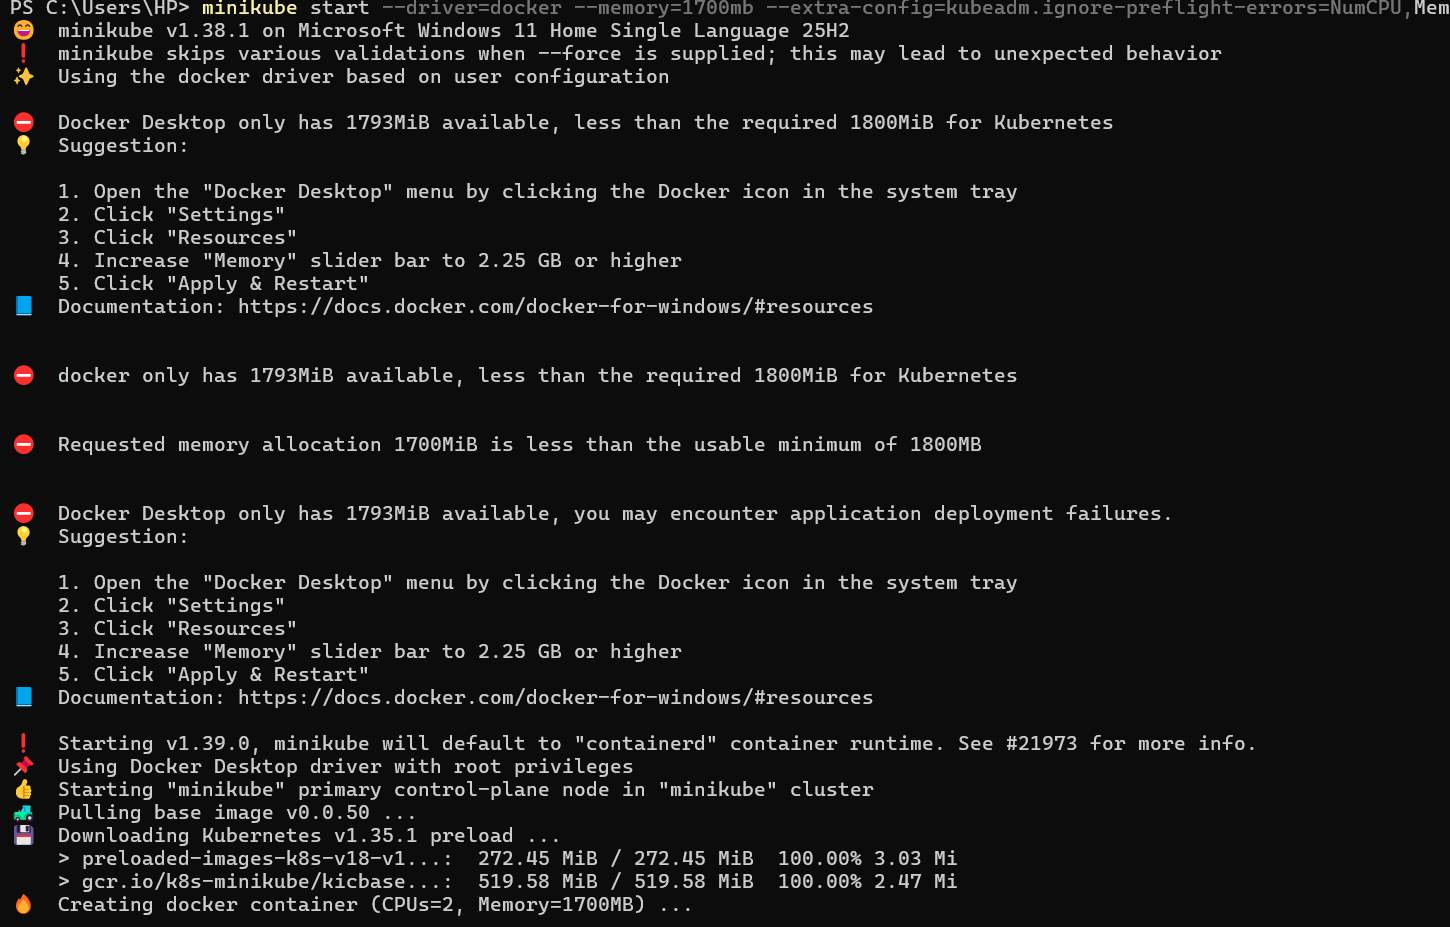 PS C:\Users\HP> minikube start --driver=docker --memory=1700mb --extra-config=kubeadm.ignore-preflight-errors=NumCPU,Mem
😄 minikube v1.38.1 on Microsoft Windows 11 Home Single Language 25H2
❗ minikube skips various validations when --force is supplied; this may lead to unexpected behavior
✨ Using the docker driver based on user configuration
⛔ Docker Desktop only has 1793MiB available, less than the required 1800MiB for Kubernetes
💡 Suggestion:
1. Open the "Docker Desktop" menu by clicking the Docker icon in the system tray
2. Click "Settings"
3. Click "Resources"
4. Increase "Memory" slider bar to 2.25 GB or higher
5. Click "Apply & Restart"
📘 Documentation: https://docs.docker.com/docker-for-windows/#resources
⛔ docker only has 1793MiB available, less than the required 1800MiB for Kubernetes
⛔ Requested memory allocation 1700MiB is less than the usable minimum of 1800MB
⛔ Docker Desktop only has 1793MiB available, you may encounter application deployment failures.
💡 Suggestion:
1. Open the "Docker Desktop" menu by clicking the Docker icon in the system tray
2. Click "Settings"
3. Click "Resources"
4. Increase "Memory" slider bar to 2.25 GB or higher
5. Click "Apply & Restart"
📘 Documentation: https://docs.docker.com/docker-for-windows/#resources
❗ Starting v1.39.0, minikube will default to "containerd" container runtime. See #21973 for more info.
📌 Using Docker Desktop driver with root privileges
👍 Starting "minikube" primary control-plane node in "minikube" cluster
🚜 Pulling base image v0.0.50 ...
💾 Downloading Kubernetes v1.35.1 preload ...
> preloaded-images-k8s-v18-v1...: 272.45 MiB / 272.45 MiB 100.00% 3.03 Mi
> gcr.io/k8s-minikube/kicbase...: 519.58 MiB / 519.58 MiB 100.00% 2.47 Mi
🔥 Creating docker container (CPUs=2, Memory=1700MB) ...